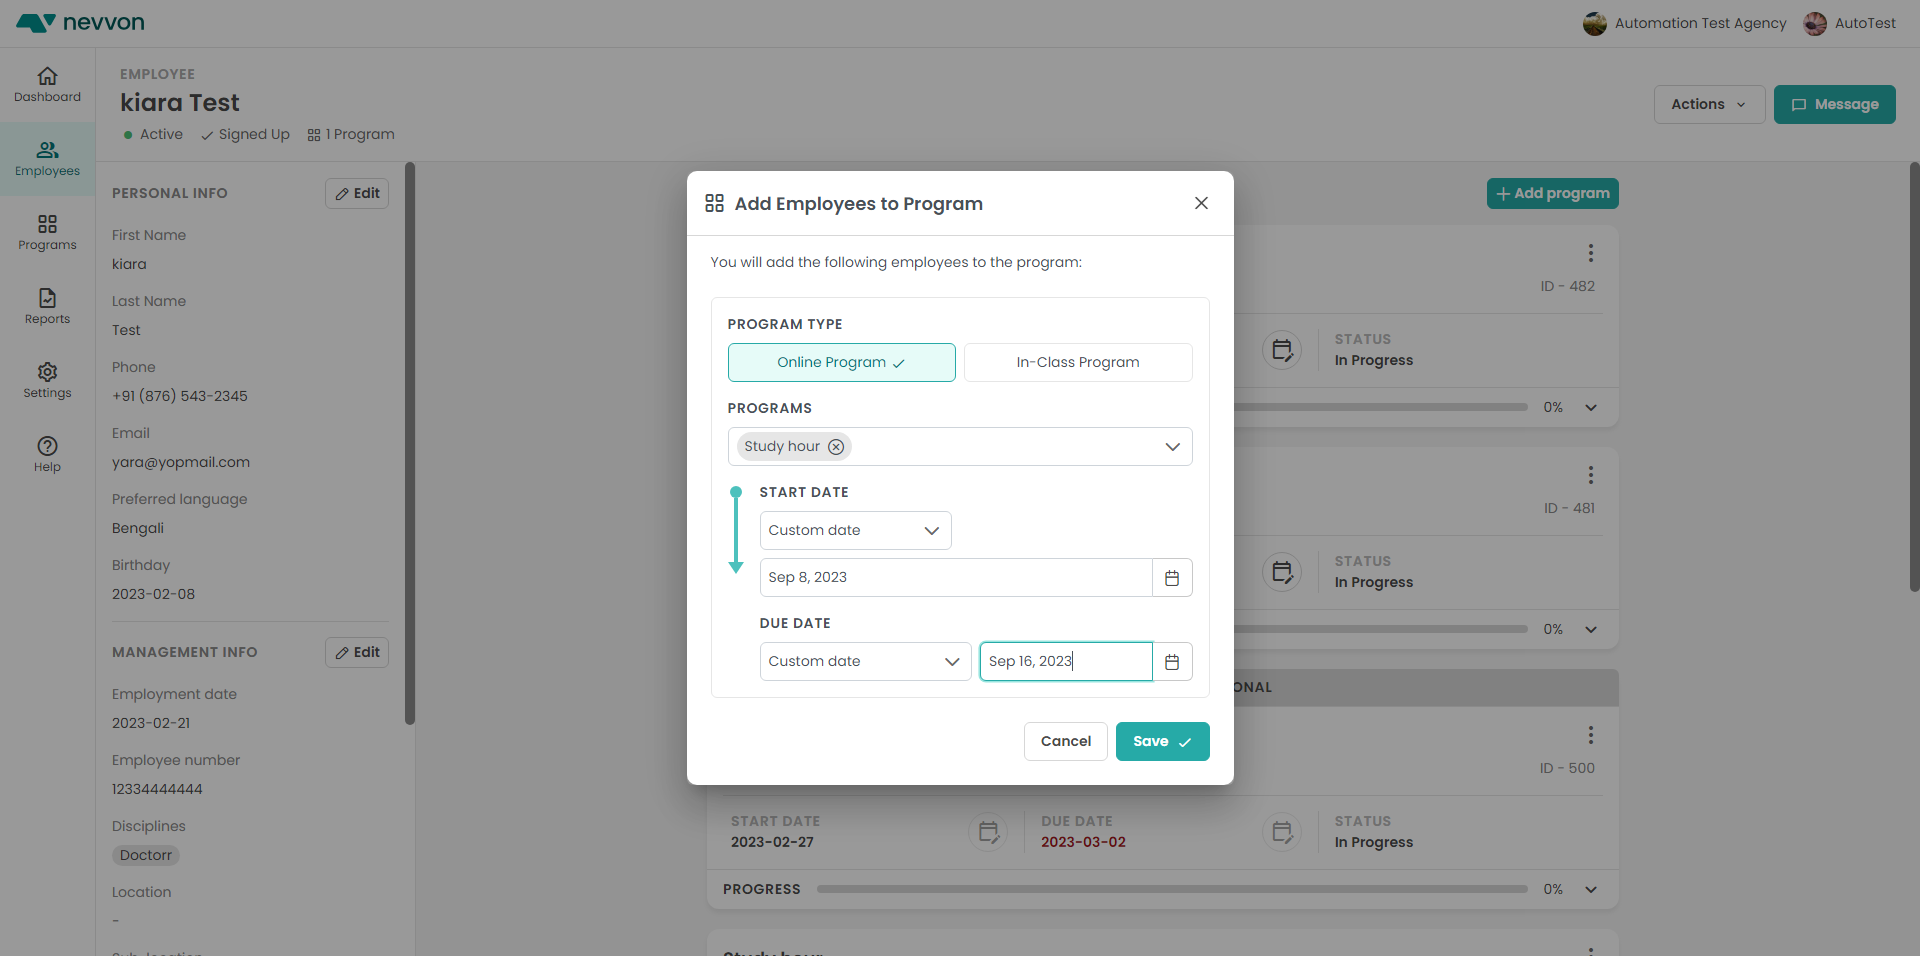 nevvon
Automation Test Agency
AutoTest
Dashboard
Employees
Programs
Reports
Settings
Help
EMPLOYEE
kiara Test
Active
Signed Up
1 Program
Actions
Message
PERSONAL INFO
Edit
First Name
kiara
Last Name
Test
Phone
+91 (876) 543-2345
Email
yara@yopmail.com
Preferred language
Bengali
Birthday
2023-02-08
MANAGEMENT INFO
Edit
Employment date
2023-02-21
Employee number
12334444444
Disciplines
Doctorr
Location
-
Add Employees to Program
You will add the following employees to the program:
PROGRAM TYPE
Online Program
In-Class Program
PROGRAMS
Study hour
START DATE
Custom date
Sep 8, 2023
DUE DATE
Custom date
Sep 16, 2023
Cancel
Save
Add program
ID - 482
STATUS
In Progress
0%
ID - 481
STATUS
In Progress
0%
ONAL
ID - 500
START DATE
2023-02-27
DUE DATE
2023-03-02
STATUS
In Progress
PROGRESS
0%
Study hour